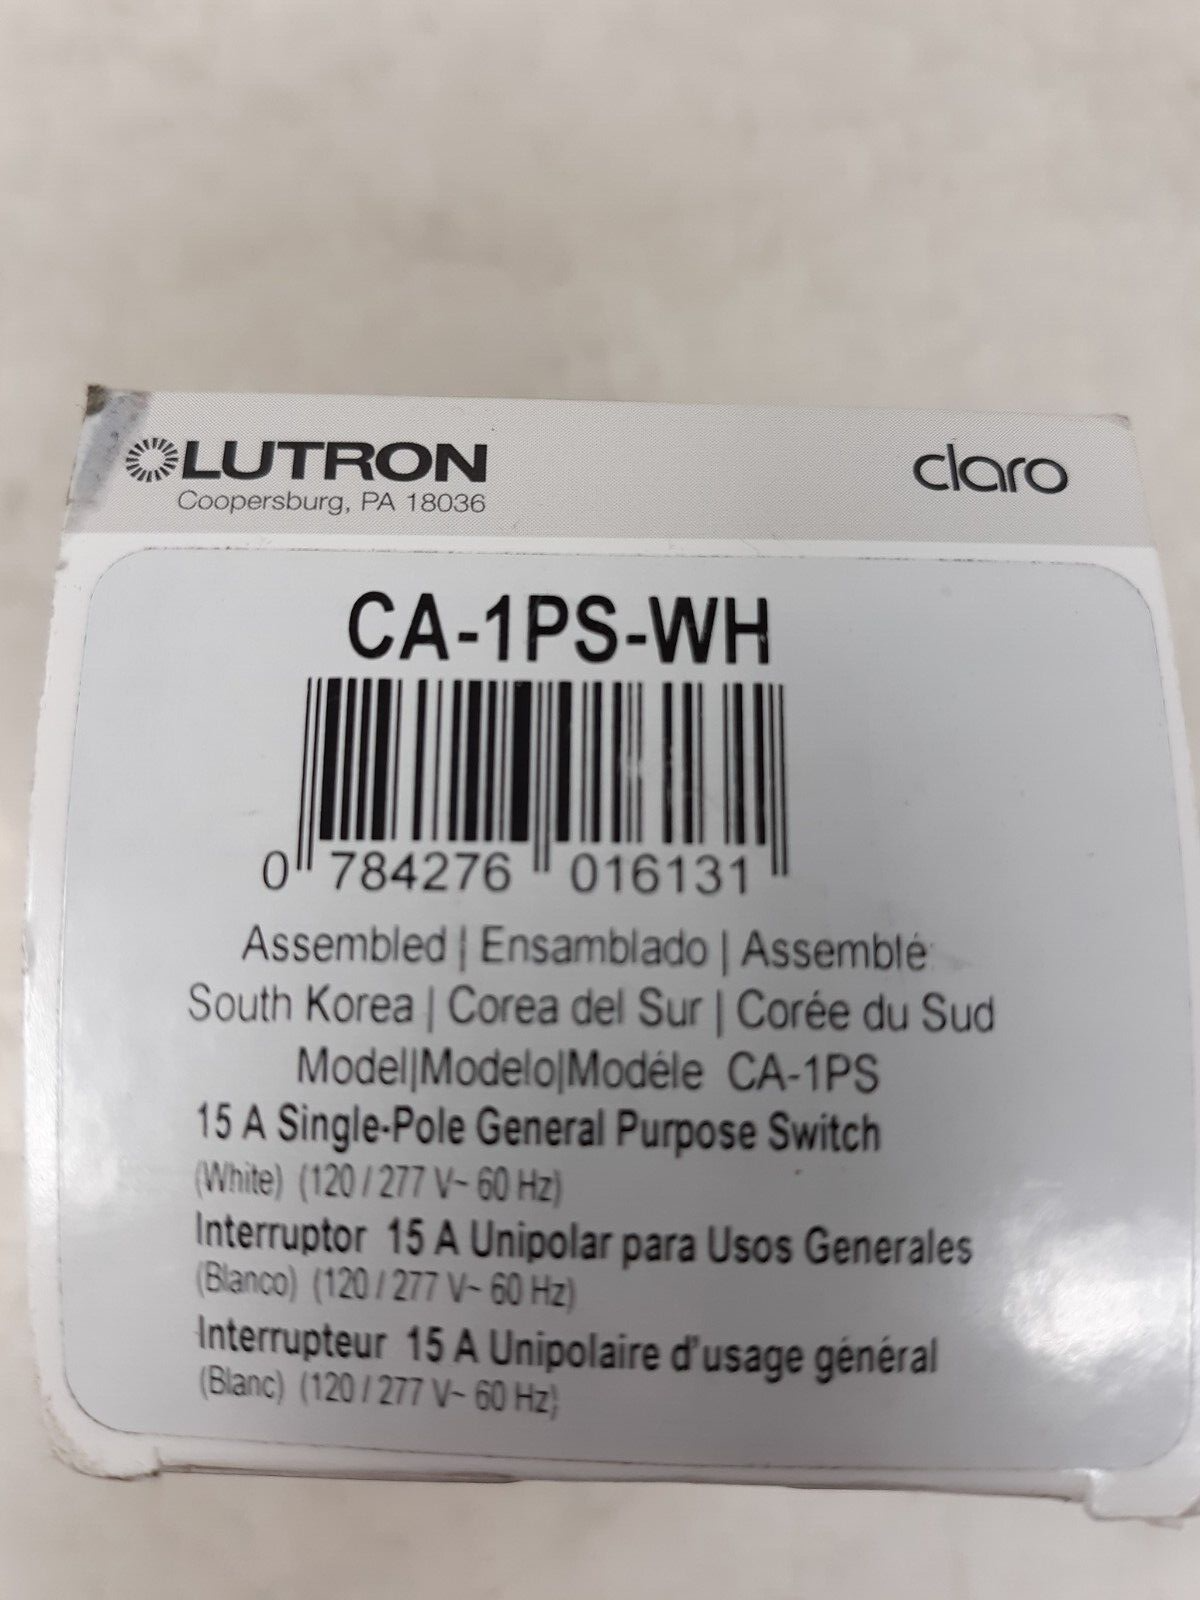 LUTRON claro
Coopersburg, PA 18036
CA-1PS-WH
0 784276 016131
Assembled | Ensamblado | Assemblé
South Korea | Corea del Sur | Corée du Sud
Model|Modelo|Modéle CA-1PS
15 A Single-Pole General Purpose Switch
(White) (120 / 277 V~ 60 Hz)
Interruptor 15 A Unipolar para Usos Generales
(Blanco) (120 / 277 V~ 60 Hz)
Interrupteur 15 A Unipolaire d'usage général
(Blanc) (120 / 277 V~ 60 Hz)